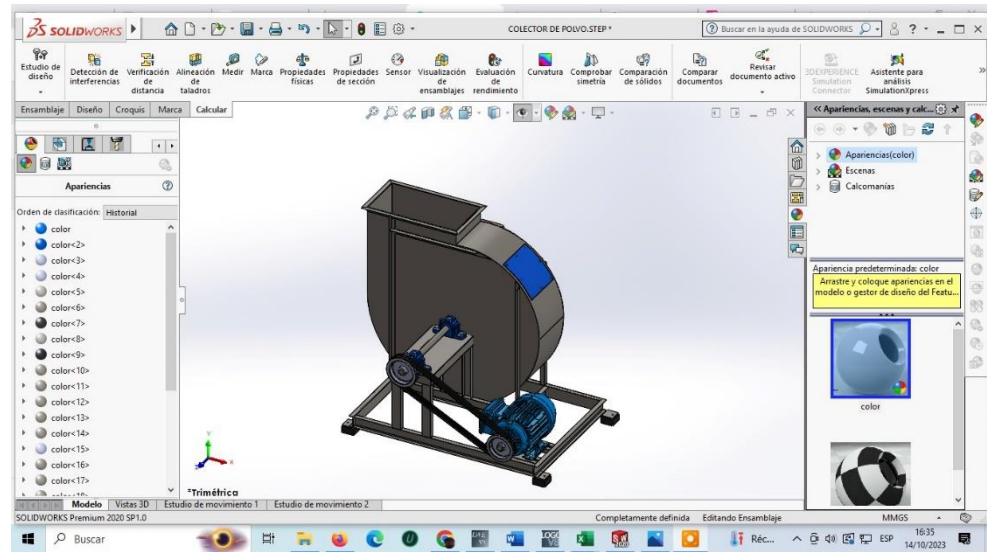 SOLIDWORKS
COLECTOR DE POLVO.STEP *
Buscar en la ayuda de SOLIDWORKS
Estudio de diseño
Detección de interferencias
Verificación de distancia
Alineación de taladros
Medir
Marca
Propiedades físicas
Propiedades de sección
Sensor
Visualización de ensamblajes
Evaluación de rendimiento
Curvatura
Comprobar simetría
Comparación de sólidos
Comparar documentos
Revisar documento activo
3DEXPERIENCE Simulation Connector
Asistente para análisis SimulationXpress
Ensamblaje
Diseño
Croquis
Marca
Calcular
Apariencias
Orden de clasificación: Historial
color
color<2>
color<3>
color<4>
color<5>
color<6>
color<7>
color<8>
color<9>
color<10>
color<11>
color<12>
color<13>
color<14>
color<15>
color<16>
color<17>
*Trimétrica
Apariencias, escenas y calc...
Apariencias(color)
Escenas
Calcomanías
Apariencia predeterminada: color
Arrastre y coloque apariencias en el
modelo o gestor de diseño del Featu...
color
Modelo
Vistas 3D
Estudio de movimiento 1
Estudio de movimiento 2
SOLIDWORKS Premium 2020 SP1.0
Completamente definida
Editando Ensamblaje
MMGS
Buscar
Réc...
ESP
16:35
14/10/2023